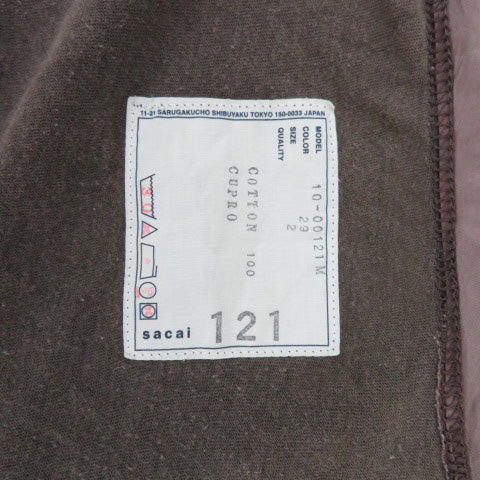 11-21 SARUGAKUCHO SHIBUYAKU TOKYO 150-0033 JAPAN
MODEL 10-00121M
COLOR 29
SIZE 2
QUALITY
COTTON 100
CUPRO
sacai 121